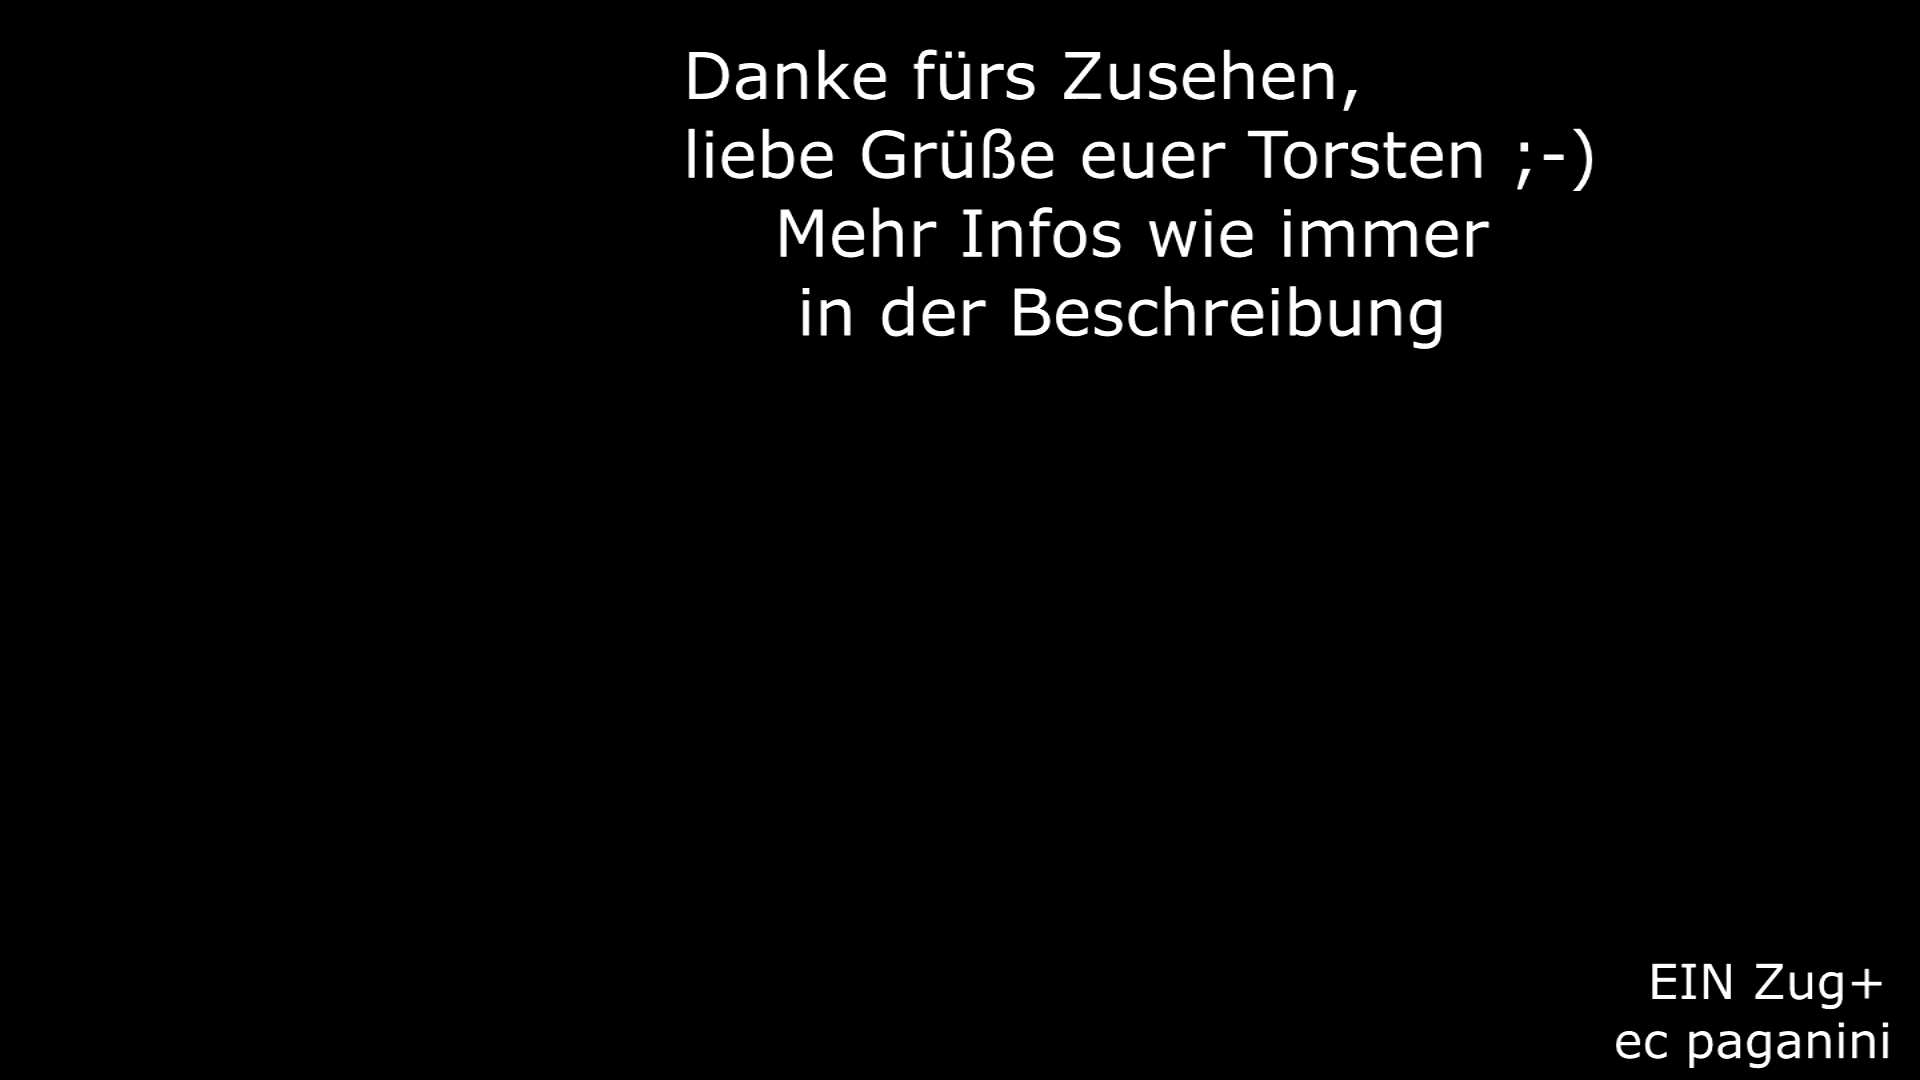 Danke fürs Zusehen,
liebe Grüße euer Torsten ;-)
Mehr Infos wie immer
in der Beschreibung
EIN Zug+
ec paganini